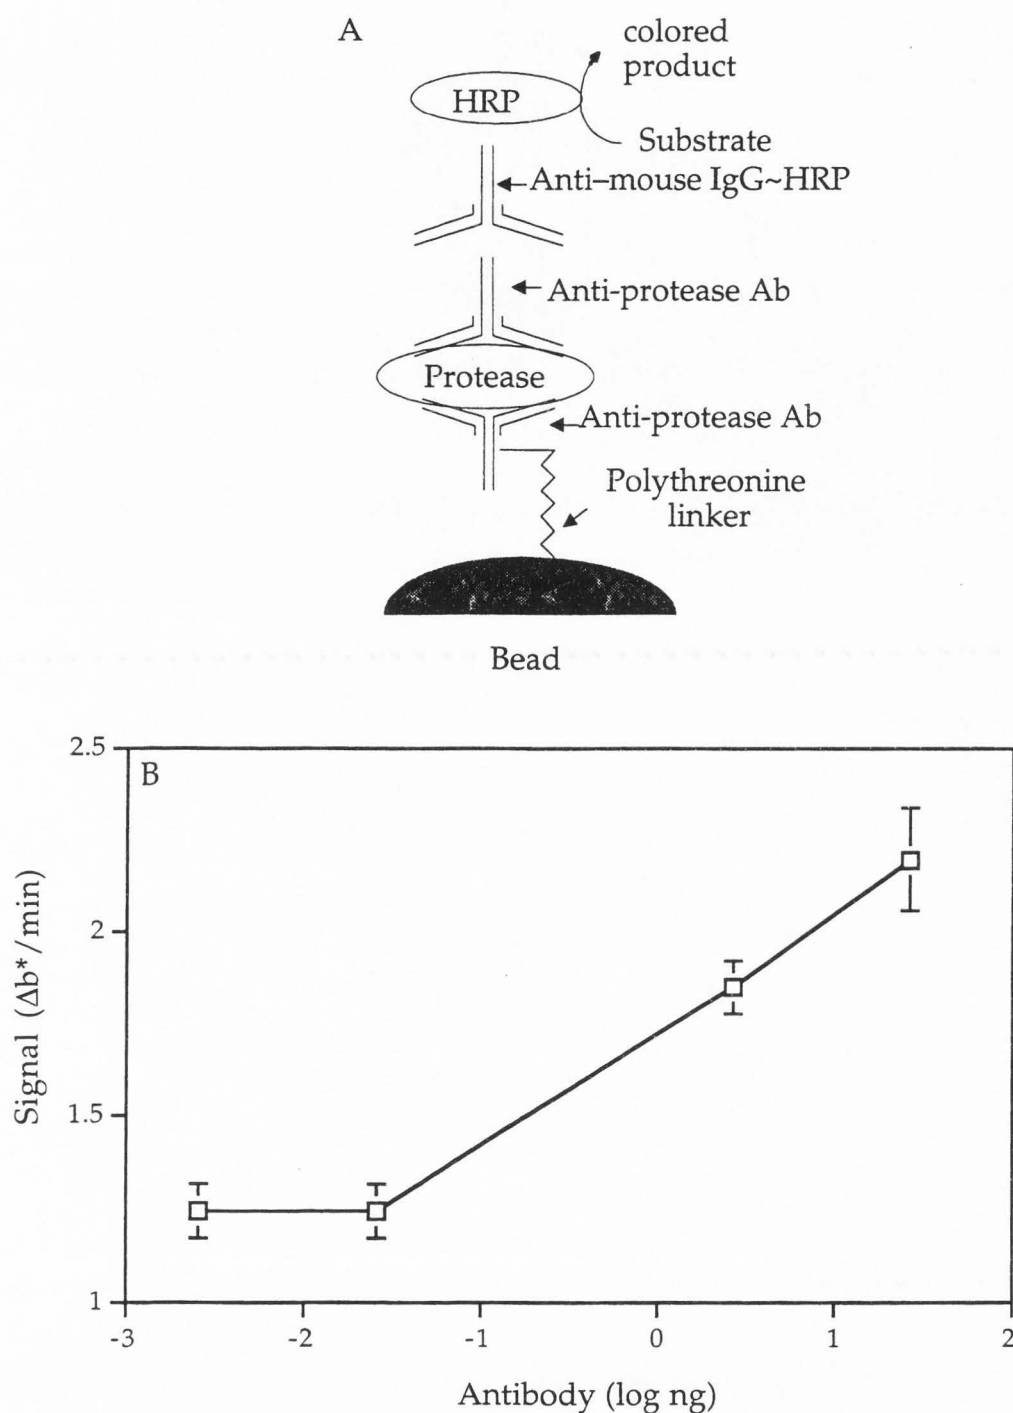 A
colored
product
HRP
Substrate
Anti–mouse IgG~HRP
Anti-protease Ab
Protease
Anti-protease Ab
Polythreonine
linker
Bead
B
2.5
2
1.5
1
Signal (Δb*/min)
-3
-2
-1
0
1
2
Antibody (log ng)